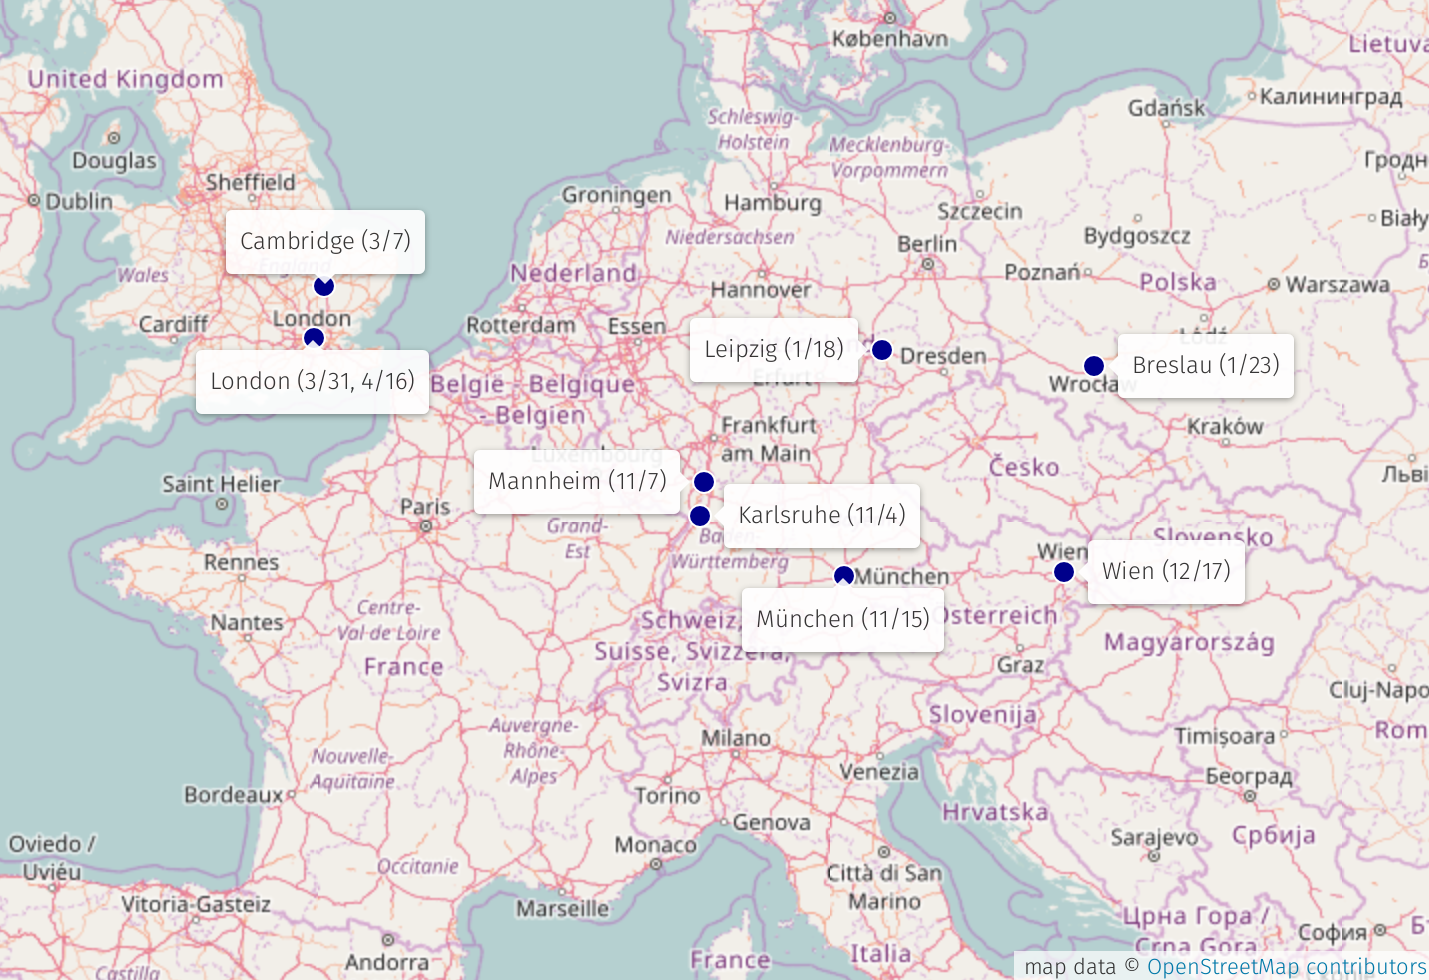 København
Lietuva
United Kingdom
Калининград
Gdańsk
Schleswig-
Holstein
Mecklenburg-
Vorpommern
Douglas
Гродн
Sheffield
Dublin
Groningen
Hamburg
Szczecin
Biały
Cambridge (3/7)
Niedersachsen
Berlin
Bydgoszcz
England
Wales
Nederland
Poznań
Polska
Warszawa
Hannover
Cardiff
London
Rotterdam
Essen
Łódź
Leipzig (1/18)
Dresden
Breslau (1/23)
Erfurt
Wrocław
London (3/31, 4/16)
België - Belgique
- Belgien
Frankfurt
am Main
Kraków
Luxembourg
Česko
Льві
Saint Helier
Mannheim (11/7)
Paris
Karlsruhe (11/4)
Grand-
Est
Baden-
Württemberg
Slovensko
Wien
Rennes
München
Wien (12/17)
Centre-
Val de Loire
Nantes
Schweiz,
Suisse, Svizzera,
Svizra
München (11/15)
Österreich
Magyarország
France
Graz
Cluj-Napo
Auvergne-
Rhône-
Alpes
Slovenija
Rom
Milano
Timișoara
Nouvelle-
Aquitaine
Venezia
Београд
Bordeaux
Torino
Genova
Hrvatska
Sarajevo
Србија
Oviedo /
Uviéu
Monaco
Occitanie
Città di San
Marino
Vitoria-Gasteiz
Marseille
Црна Гора /
Crna Gora
София
Andorra
France
Italia
Castilla
map data © OpenStreetMap contributors